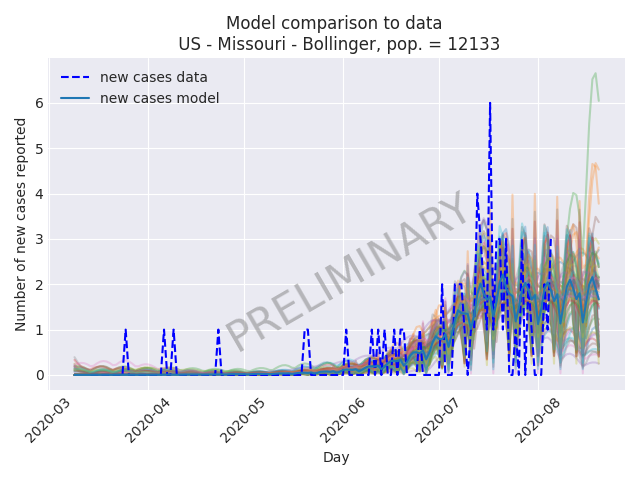 Model comparison to data
US - Missouri - Bollinger, pop. = 12133
new cases data
new cases model
PRELIMINARY
Number of new cases reported
6
5
4
3
2
1
0
2020-03
2020-04
2020-05
2020-06
2020-07
2020-08
Day